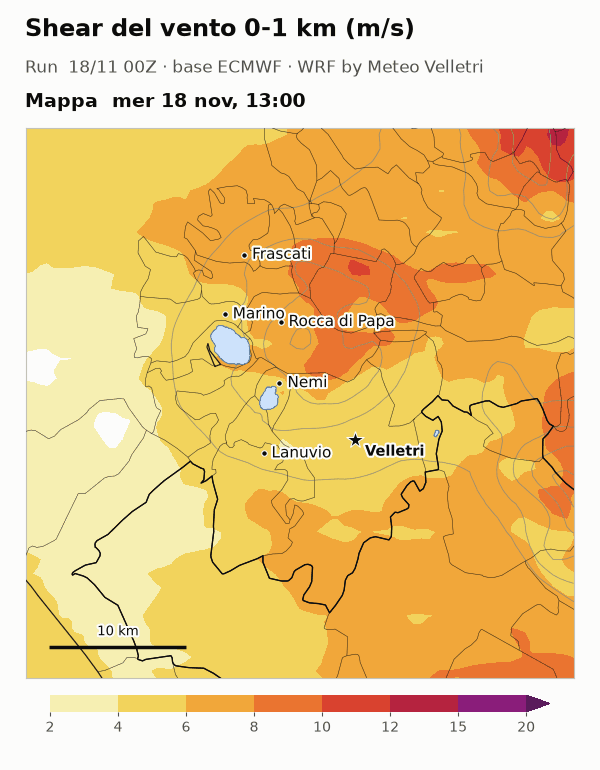 Shear del vento 0-1 km (m/s)
Run  18/11 00Z · base ECMWF · WRF by Meteo Velletri
Mappa  mer 18 nov, 13:00
Frascati
Marino
Rocca di Papa
Nemi
Velletri
Lanuvio
10 km
2 4 6 8 10 12 15 20